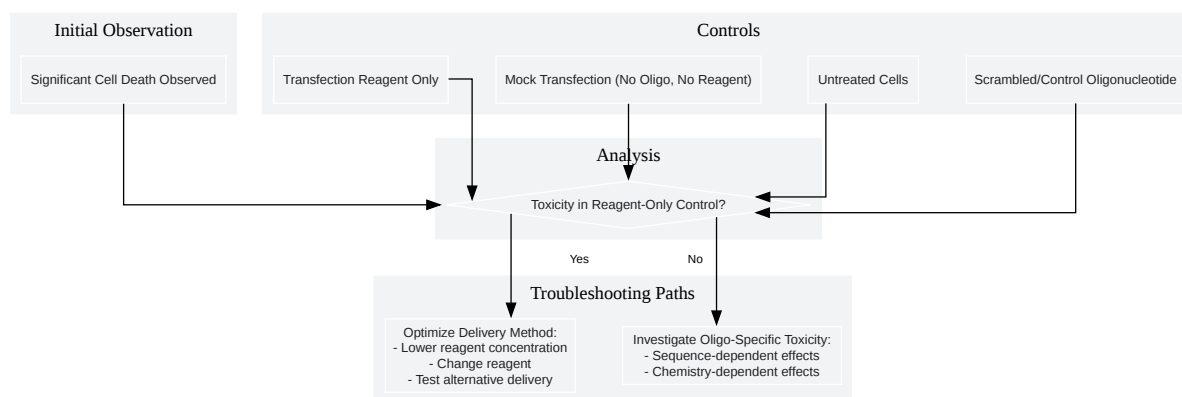 Initial Observation
Controls
Significant Cell Death Observed
Transfection Reagent Only
Mock Transfection (No Oligo, No Reagent)
Untreated Cells
Scrambled/Control Oligonucleotide
Analysis
Toxicity in Reagent-Only Control?
Yes
No
Troubleshooting Paths
Optimize Delivery Method:
- Lower reagent concentration
- Change reagent
- Test alternative delivery
Investigate Oligo-Specific Toxicity:
- Sequence-dependent effects
- Chemistry-dependent effects